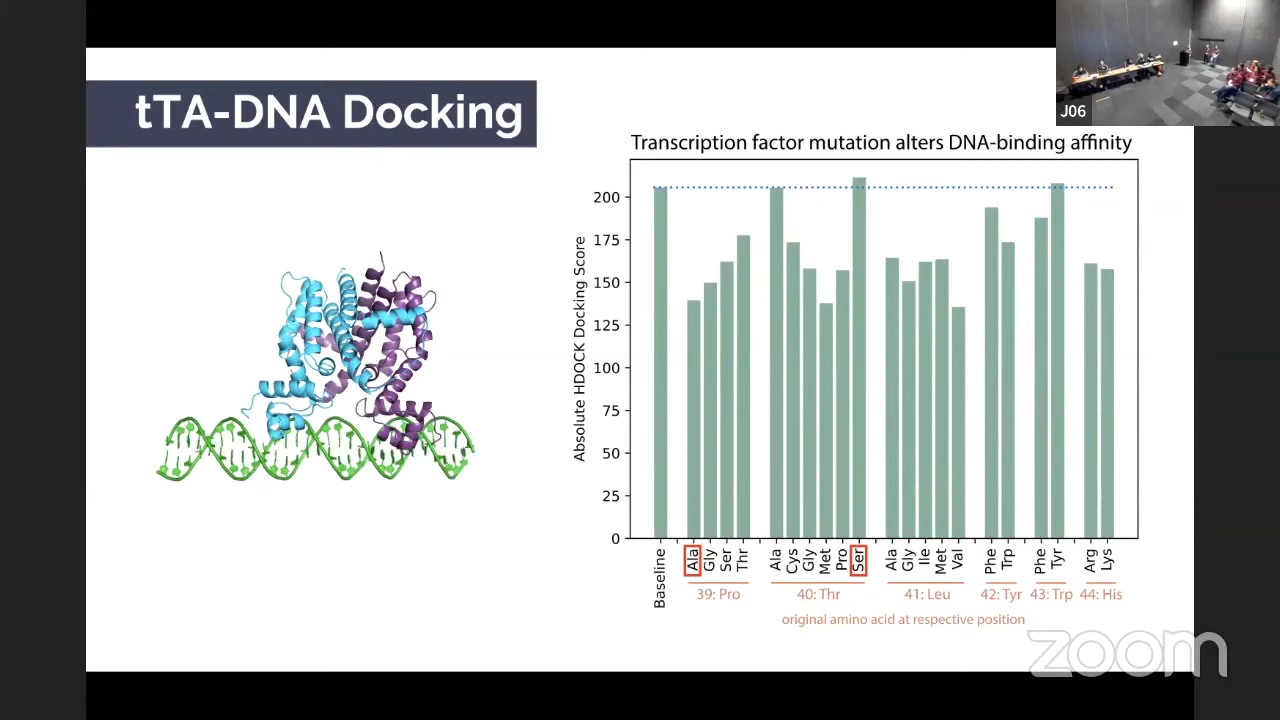 tTA-DNA Docking
J06
Transcription factor mutation alters DNA-binding affinity
Absolute HDOCK Docking Score
200
175
150
125
100
75
50
25
0
Baseline
Ala Gly Ser Thr
Ala Cys Gly Met Pro Ser
Ala Gly Ile Met Val
Phe Trp
Phe Tyr
Arg Lys
39: Pro 40: Thr 41: Leu 42: Tyr 43: Trp 44: His
original amino acid at respective position
zoom